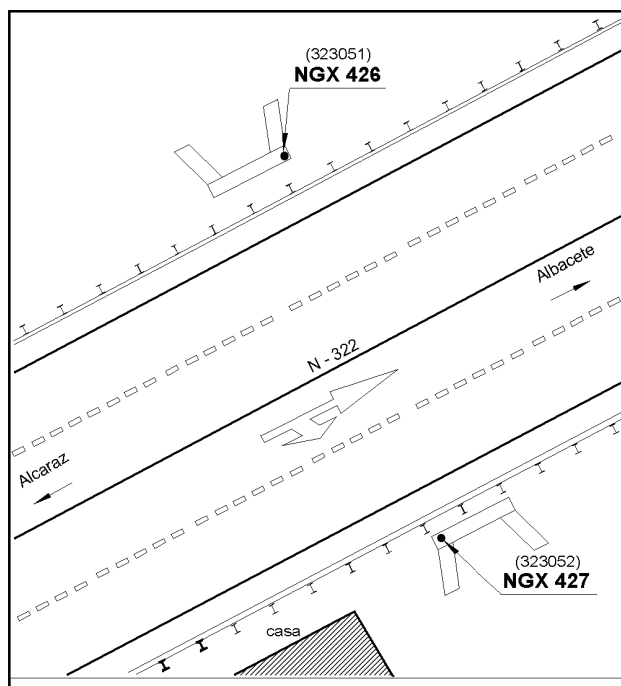 (323051)
NGX 426
Albacete
N - 322
Alcaraz
(323052)
NGX 427
casa